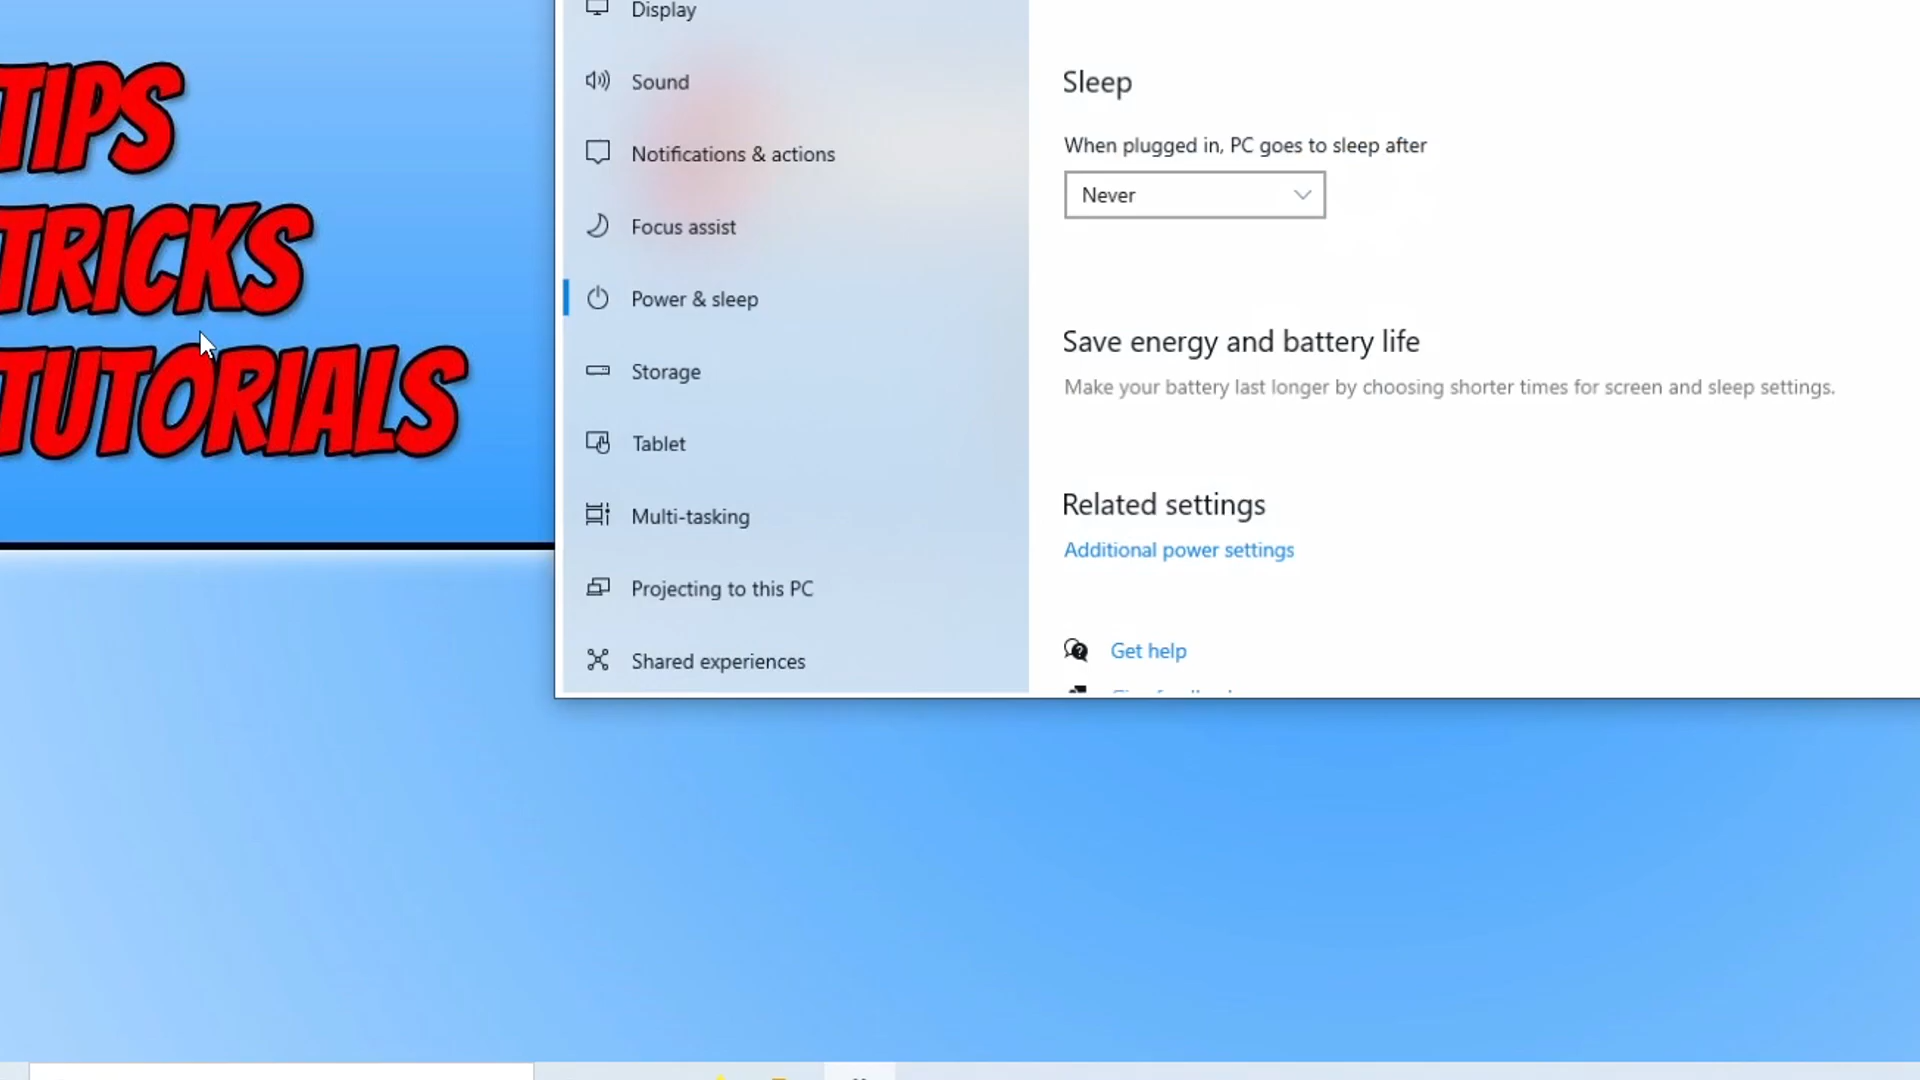 TIPS
TRICKS
TUTORIALS
Display
Sound
Notifications & actions
Focus assist
Power & sleep
Storage
Tablet
Multi-tasking
Projecting to this PC
Shared experiences
Sleep
When plugged in, PC goes to sleep after
Never
Save energy and battery life
Make your battery last longer by choosing shorter times for screen and sleep settings.
Related settings
Additional power settings
Get help